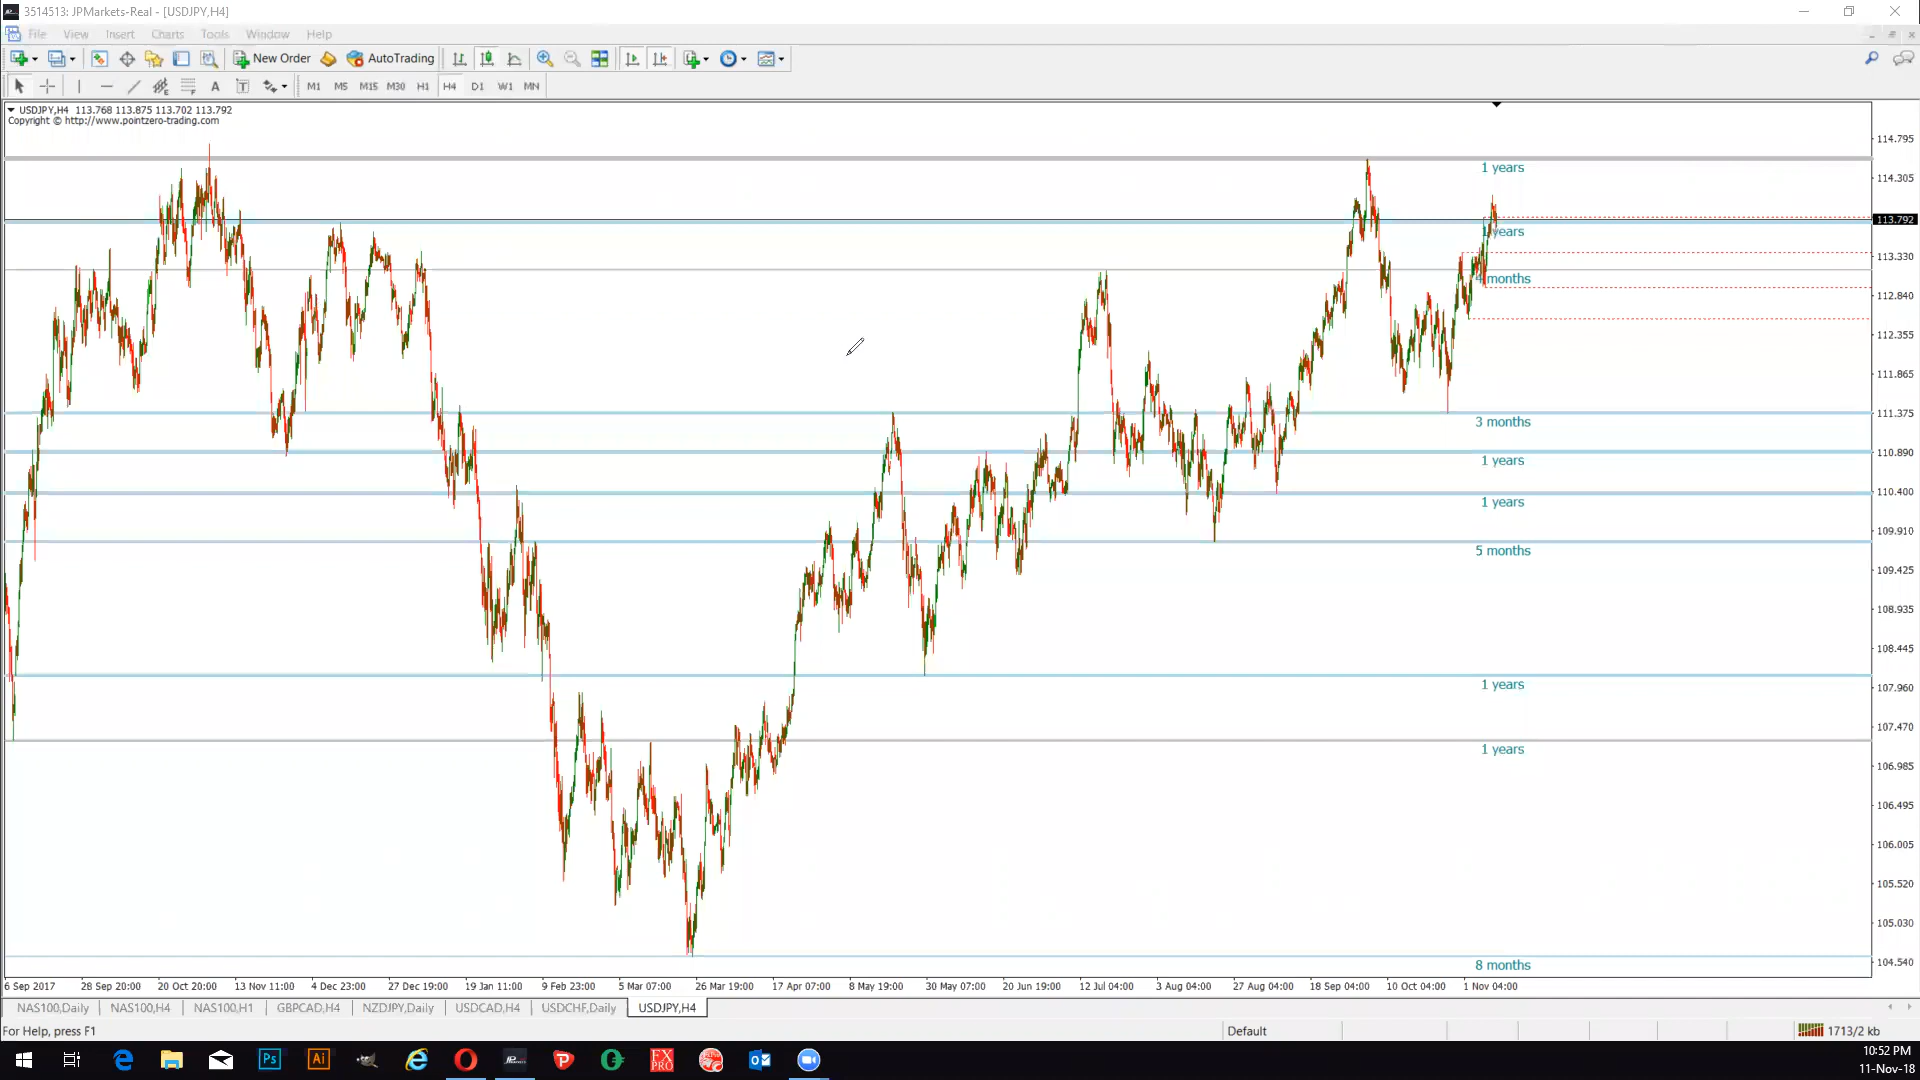 3514513: JPMarkets-Real - [USDJPY,H4]
File View Insert Charts Tools Window Help
New Order AutoTrading
A T M1 M5 M15 M30 H1 H4 D1 W1 MN
USDJPY,H4 113.768 113.875 113.702 113.792
Copyright © http://www.pointzero-trading.com
114.795
1 years
114.305
113.792
1 years
113.330
4 months
112.840
112.355
111.865
111.375
3 months
110.890
1 years
110.400
1 years
109.910
5 months
109.425
108.935
108.445
1 years
107.960
107.470
1 years
106.985
106.495
106.005
105.520
105.030
104.540
8 months
6 Sep 2017 28 Sep 20:00 20 Oct 20:00 13 Nov 11:00 4 Dec 23:00 27 Dec 19:00 19 Jan 11:00 9 Feb 23:00 5 Mar 07:00 26 Mar 19:00 17 Apr 07:00 8 May 19:00 30 May 07:00 20 Jun 19:00 12 Jul 04:00 3 Aug 04:00 27 Aug 04:00 18 Sep 04:00 10 Oct 04:00 1 Nov 04:00
NAS100,Daily NAS100,H4 NAS100,H1 GBPCAD,H4 NZDJPY,Daily USDCAD,H4 USDCHF,Daily USDJPY,H4
For Help, press F1 Default 1713/2 kb
Ps Ai JP FX PRO
10:52 PM
11-Nov-18